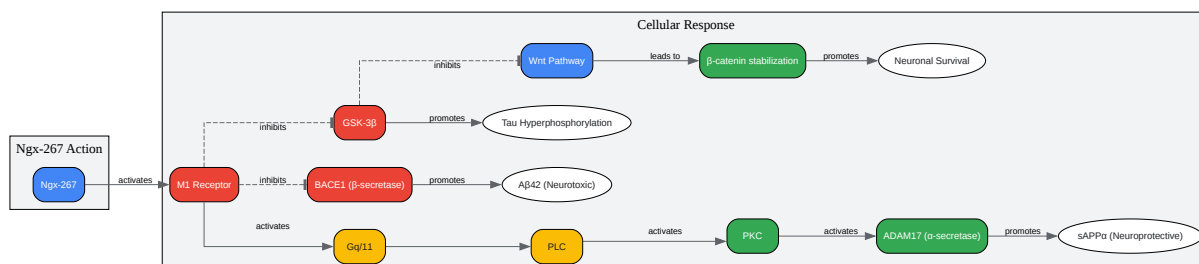 Cellular Response
Wnt Pathway
leads to
β-catenin stabilization
promotes
Neuronal Survival
inhibits
GSK-3β
promotes
Tau Hyperphosphorylation
inhibits
Ngx-267 Action
Ngx-267
activates
M1 Receptor
inhibits
BACE1 (β-secretase)
promotes
Aβ42 (Neurotoxic)
activates
Gq/11
PLC
activates
PKC
activates
ADAM17 (α-secretase)
promotes
sAPPα (Neuroprotective)